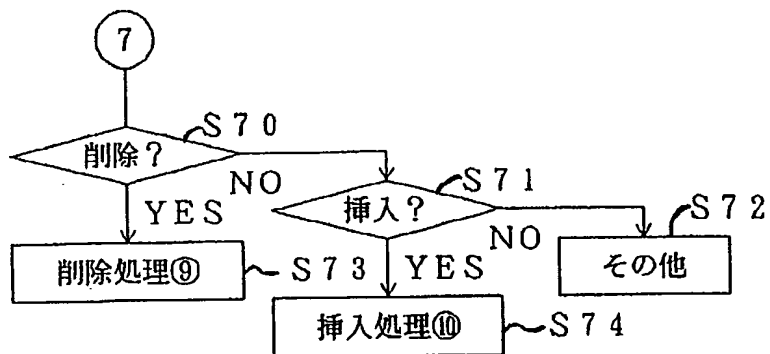 7
S70
削除？
NO
S71
YES
挿入？
S72
NO
その他
削除処理⑨
S73
YES
挿入処理⑩
S74